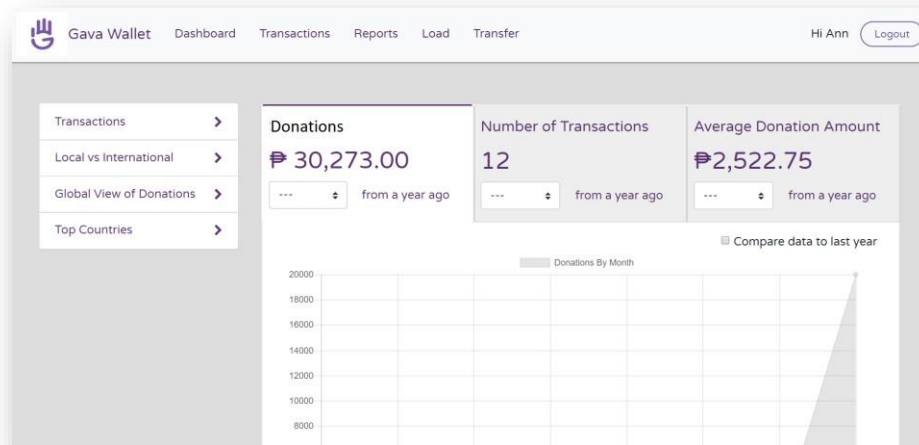 Gava Wallet Dashboard Transactions Reports Load Transfer Hi Ann Logout
Transactions
Local vs International
Global View of Donations
Top Countries
Donations
₱ 30,273.00
--- from a year ago
Number of Transactions
12
--- from a year ago
Average Donation Amount
₱2,522.75
--- from a year ago
Compare data to last year
Donations By Month
20000
18000
16000
14000
12000
10000
8000